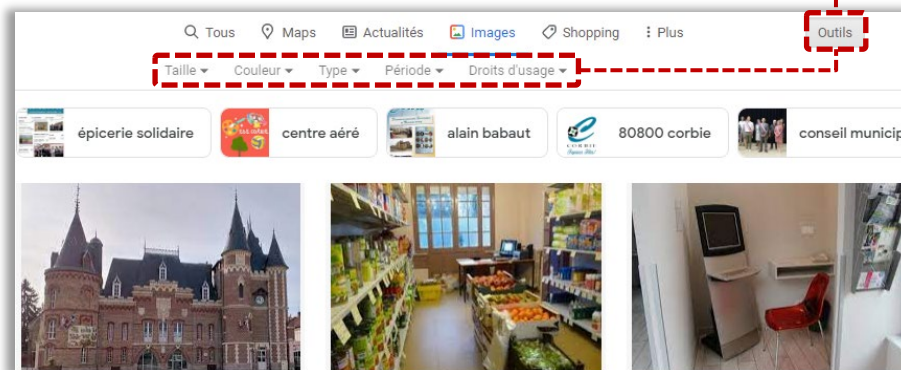 Tous Maps Actualités Images Shopping Plus Outils
Taille Couleur Type Période Droits d'usage
épicerie solidaire centre aéré alain babaut CORBIE 80800 corbie conseil municip